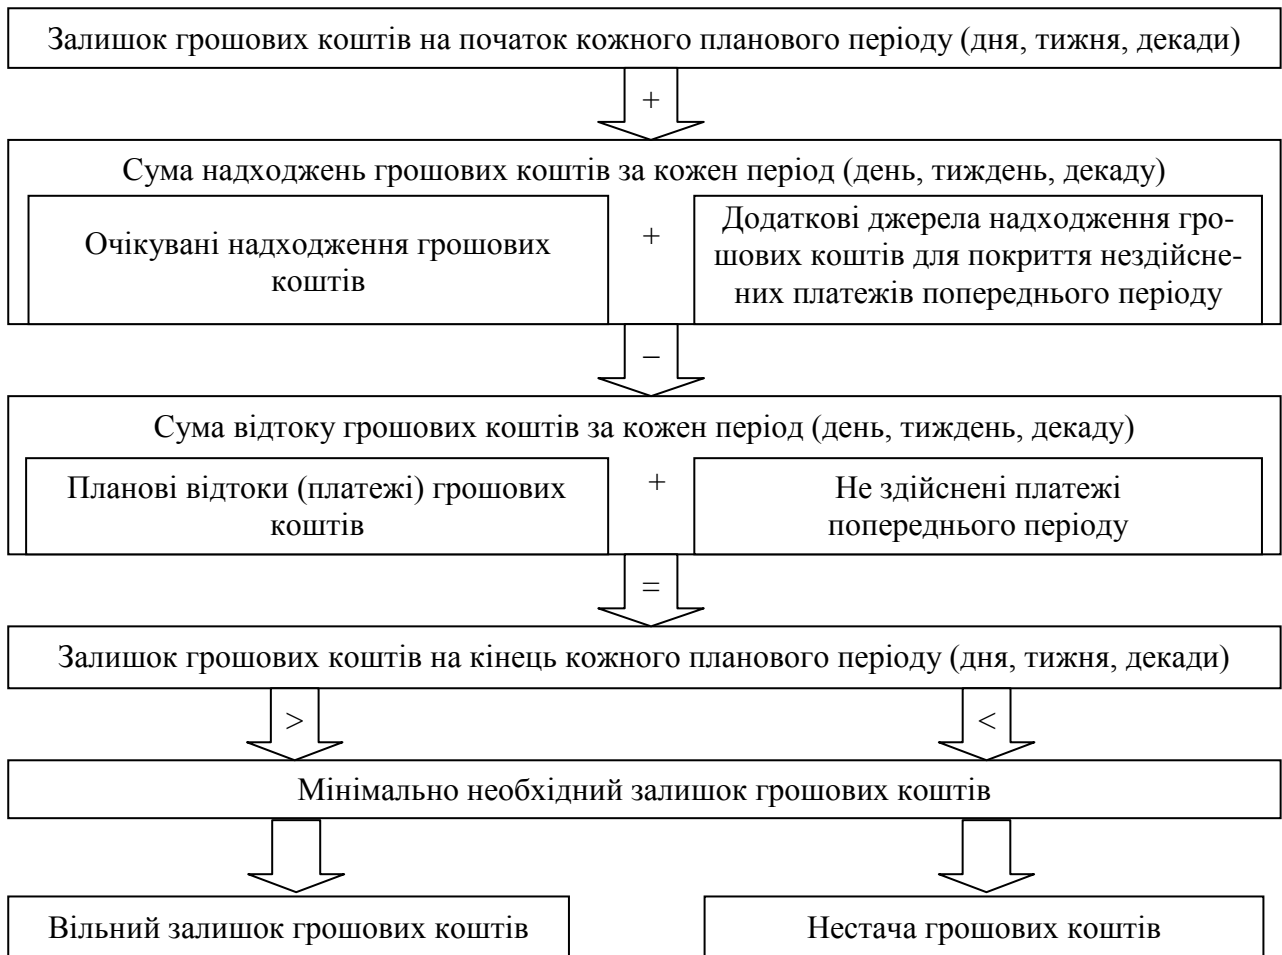 Залишок грошових коштів на початок кожного планового періоду (дня, тижня, декади)
+
Сума надходжень грошових коштів за кожен період (день, тиждень, декаду)
Очікувані надходження грошових
коштів
+
Додаткові джерела надходження гро-
шових коштів для покриття нездійсне-
них платежів попереднього періоду
–
Сума відтоку грошових коштів за кожен період (день, тиждень, декаду)
Планові відтоки (платежі) грошових
коштів
+
Не здійснені платежі
попереднього періоду
=
Залишок грошових коштів на кінець кожного планового періоду (дня, тижня, декади)
>
<
Мінімально необхідний залишок грошових коштів
Вільний залишок грошових коштів
Нестача грошових коштів